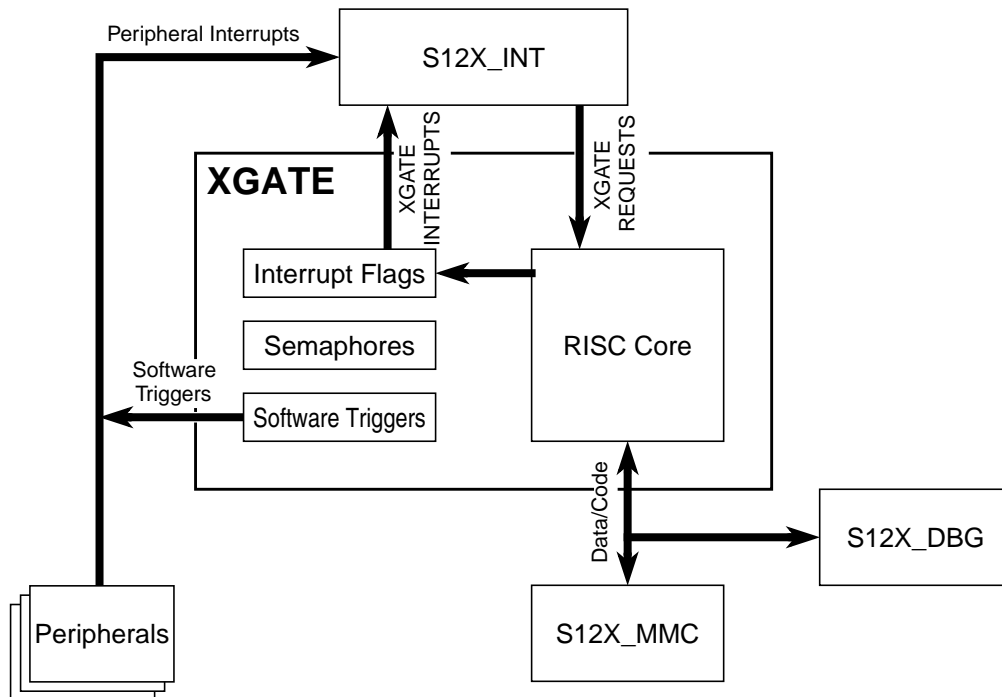 Peripheral Interrupts
S12X_INT
XGATE
INTERRUPTS
XGATE
REQUESTS
XGATE
Interrupt Flags
Semaphores
RISC Core
Software
Triggers
Software Triggers
Data/Code
S12X_DBG
Peripherals
S12X_MMC